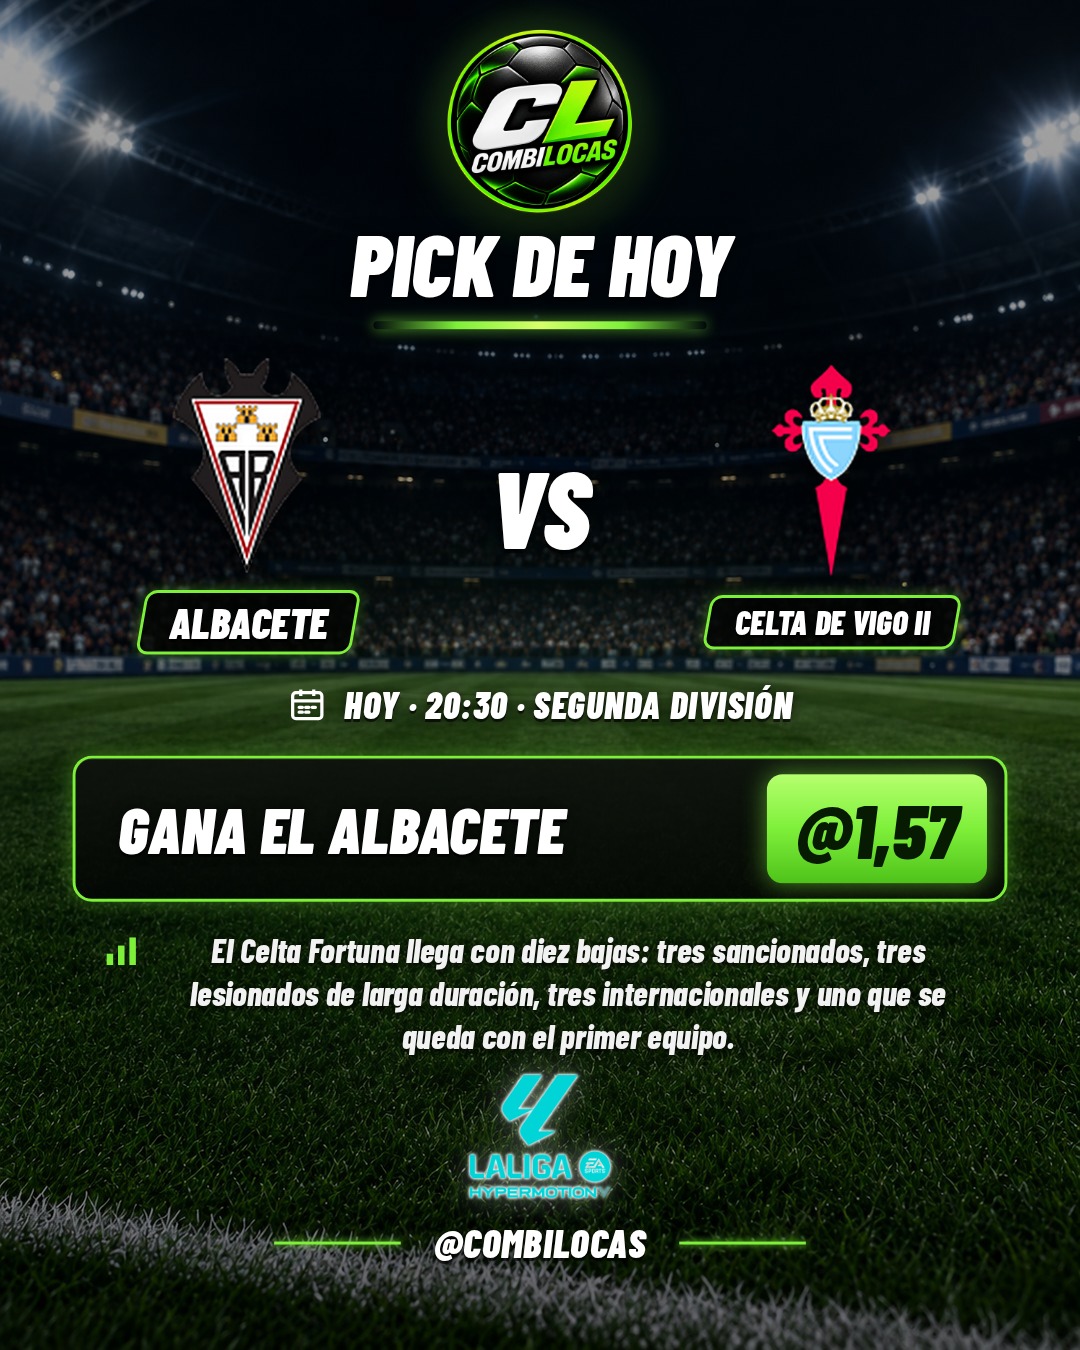 CL
COMBILOCAS
PICK DE HOY
VS
ALBACETE
CELTA DE VIGO II
HOY · 20:30 · SEGUNDA DIVISIÓN
GANA EL ALBACETE
@1,57
El Celta Fortuna llega con diez bajas: tres sancionados, tres
lesionados de larga duración, tres internacionales y uno que se
queda con el primer equipo.
LALIGA EA SPORTS
HYPERMOTION
@COMBILOCAS